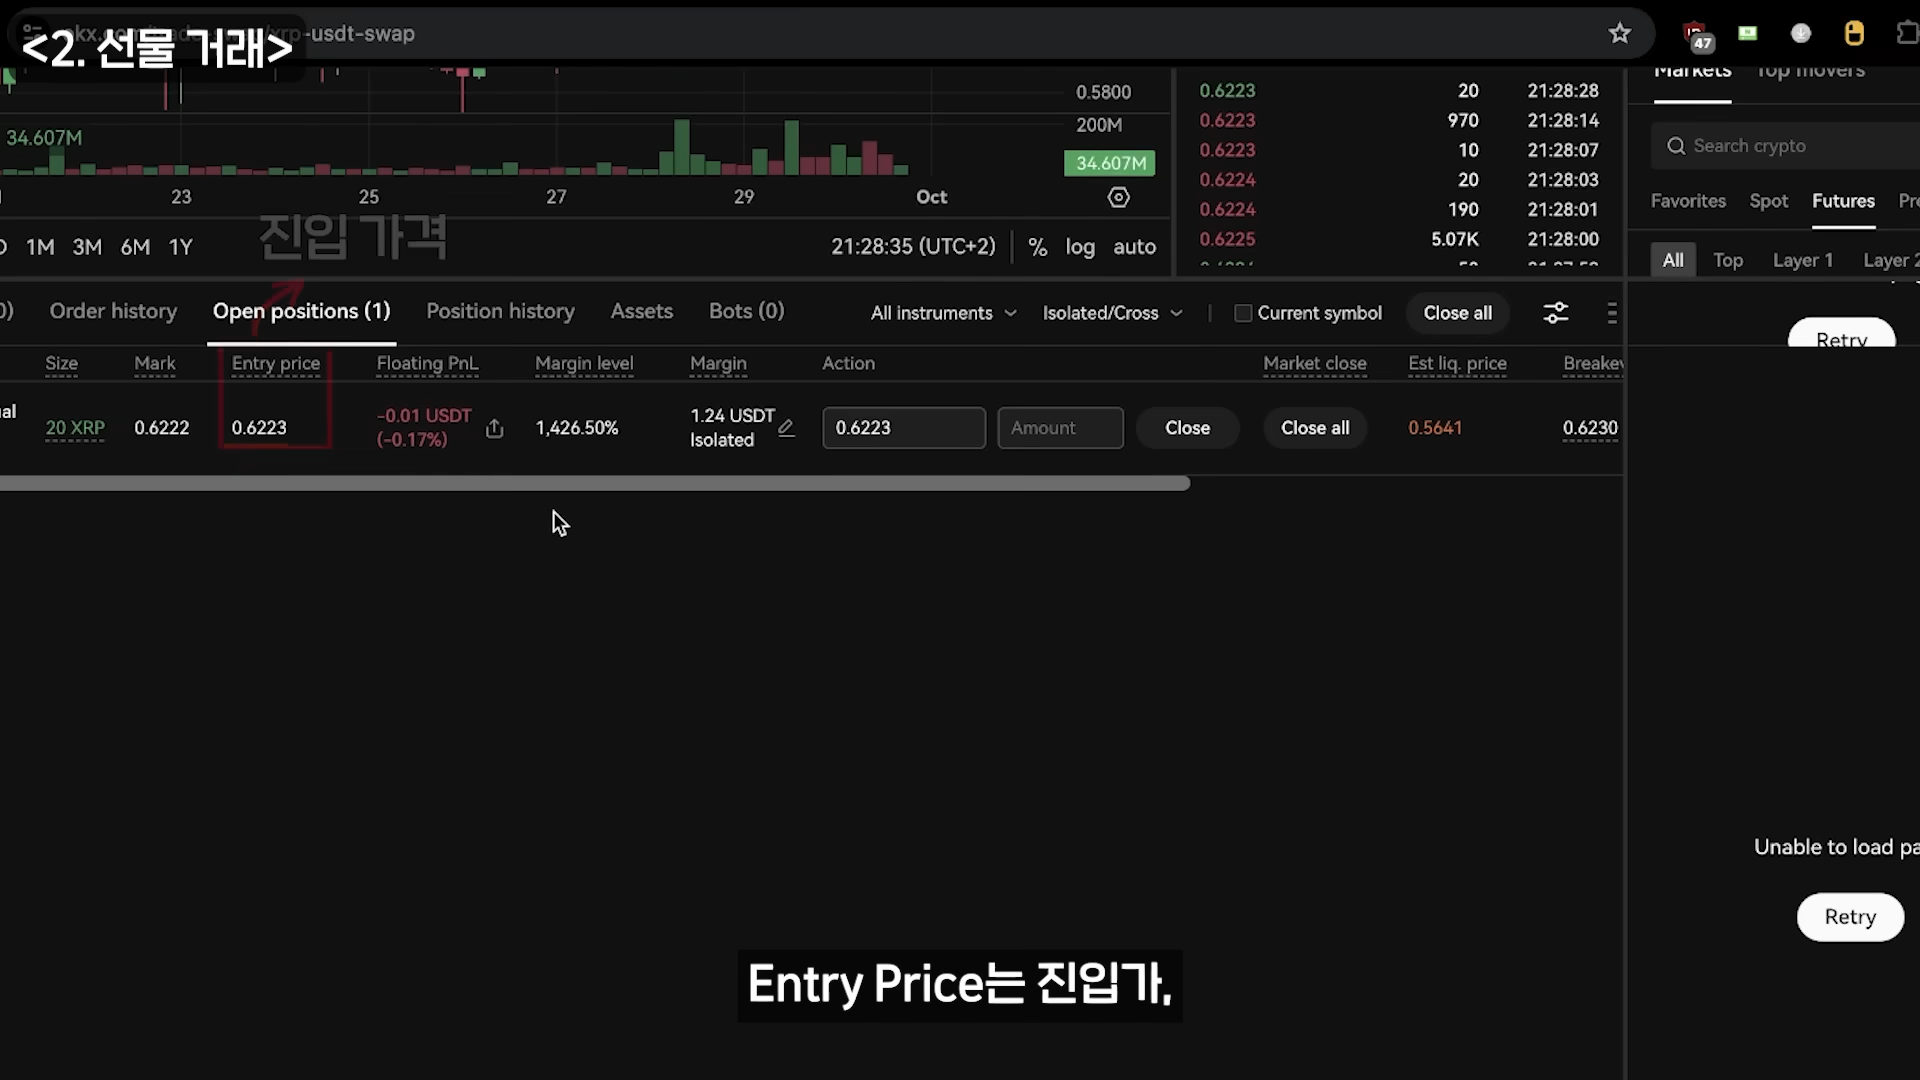 <2. 선물 거래>
-usdt-swap
47
Markets Top movers
34.607M
0.5800
200M
34.607M
23 25 27 29 Oct
0.6223 20 21:28:28
0.6223 970 21:28:14
0.6223 10 21:28:07
0.6224 20 21:28:03
0.6224 190 21:28:01
0.6225 5.07K 21:28:00
Search crypto
Favorites Spot Futures
All Top Layer 1 Layer 2
진입 가격
1M 3M 6M 1Y
21:28:35 (UTC+2) % log auto
Order history Open positions (1) Position history Assets Bots (0) All instruments Isolated/Cross Current symbol Close all
Retry
Size Mark Entry price Floating PnL Margin level Margin Action Market close Est liq. price
20 XRP 0.6222 0.6223 -0.01 USDT (-0.17%) 1,426.50% 1.24 USDT Isolated 0.6223 Amount Close Close all 0.5641 0.6230
Unable to load
Retry
Entry Price는 진입가,